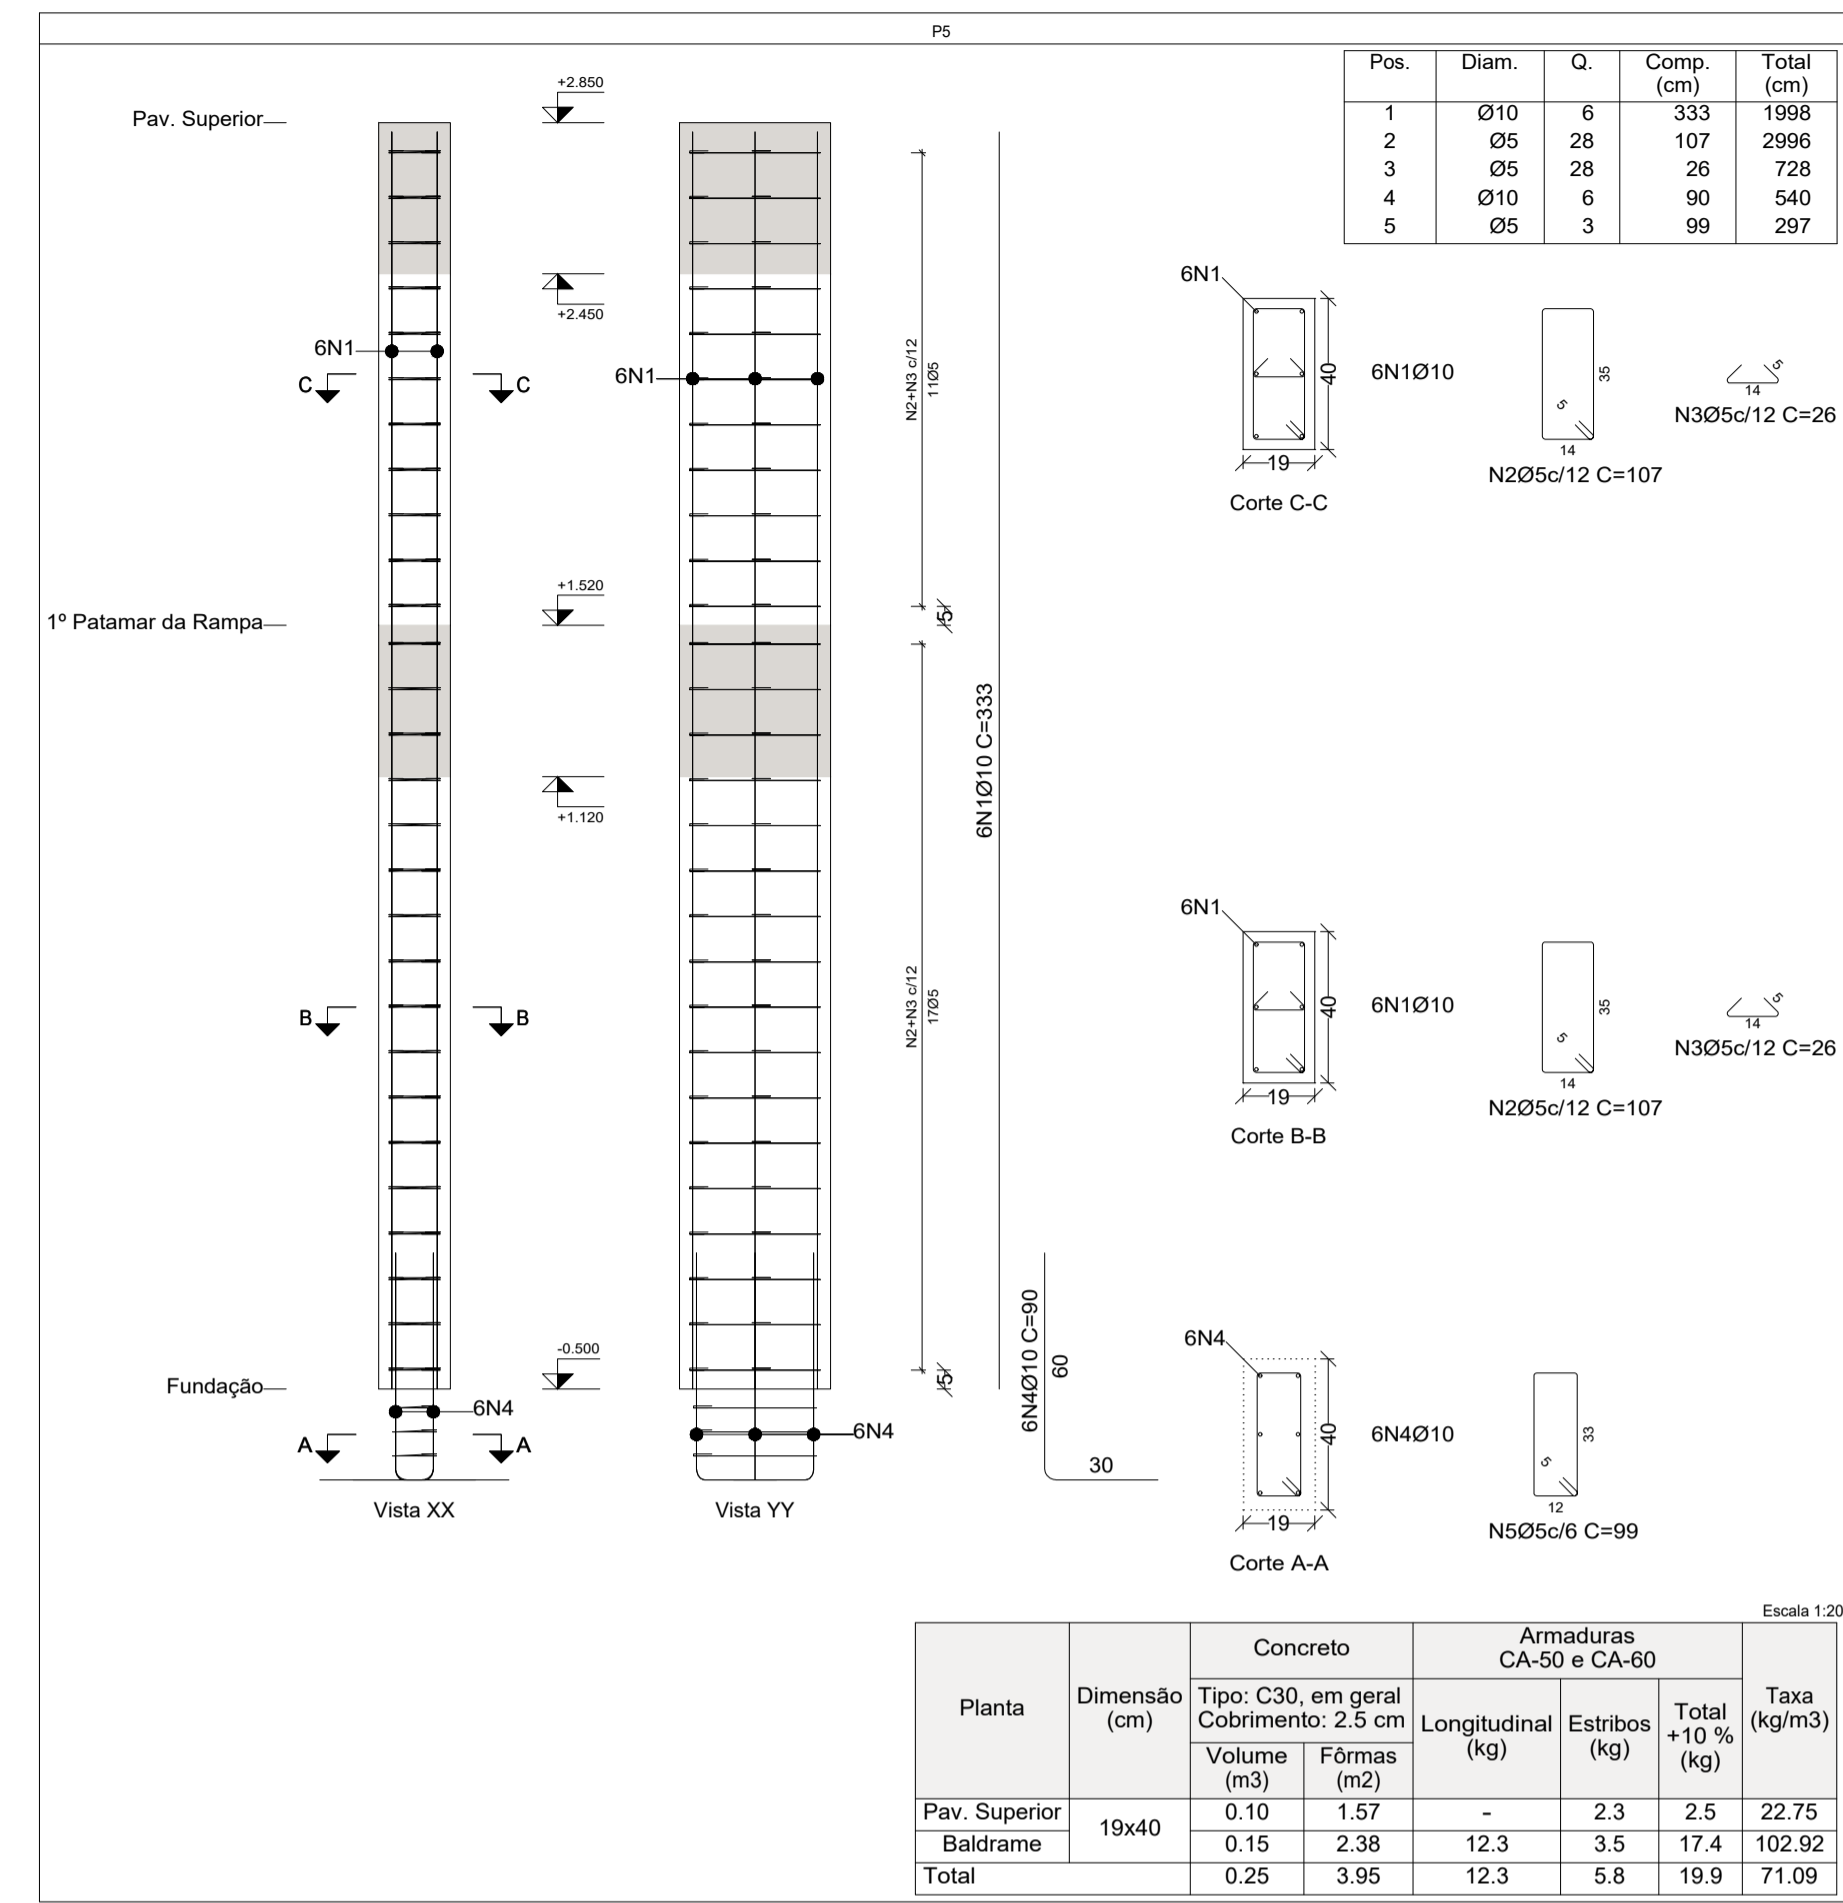 P5
Pos. Diam. Q. Comp. (cm) Total (cm)
1 Ø10 6 333 1998
2 Ø5 28 107 2996
3 Ø5 28 26 728
4 Ø10 6 90 540
5 Ø5 3 99 297
Pav. Superior
+2.850
+2.450
6N1
C C
6N1
N2+N3 c/12
11Ø5
1º Patamar da Rampa
+1.520
5
+1.120
6N1Ø10 C=333
B B
N2+N3 c/12
17Ø5
Fundação
-0.500
5
6N4
A A
6N4
Vista XX
Vista YY
6N4Ø10 C=90
60
30
6N1
40
19
6N1Ø10
Corte C-C
35
5
14
N2Ø5c/12 C=107
5
14
N3Ø5c/12 C=26
6N1
40
19
6N1Ø10
Corte B-B
35
5
14
N2Ø5c/12 C=107
5
14
N3Ø5c/12 C=26
6N4
40
19
6N4Ø10
Corte A-A
33
5
12
N5Ø5c/6 C=99
Escala 1:20
Planta
Dimensão
(cm)
Concreto
Tipo: C30, em geral
Cobrimento: 2.5 cm
Volume
(m3)
Fôrmas
(m2)
Armaduras
CA-50 e CA-60
Longitudinal
(kg)
Estribos
(kg)
Total
+10 %
(kg)
Taxa
(kg/m3)
Pav. Superior 19x40 0.10 1.57 - 2.3 2.5 22.75
Baldrame 0.15 2.38 12.3 3.5 17.4 102.92
Total 0.25 3.95 12.3 5.8 19.9 71.09